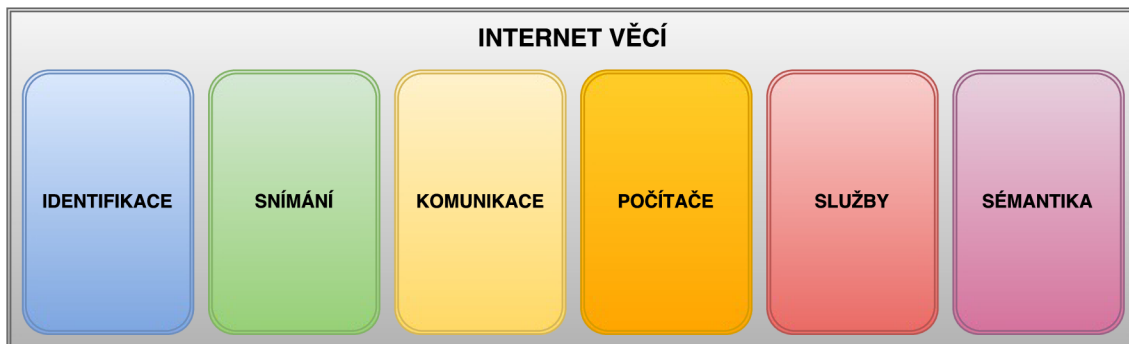 INTERNET VĚCÍ
IDENTIFIKACE
SNÍMÁNÍ
KOMUNIKACE
POČÍTAČE
SLUŽBY
SÉMANTIKA